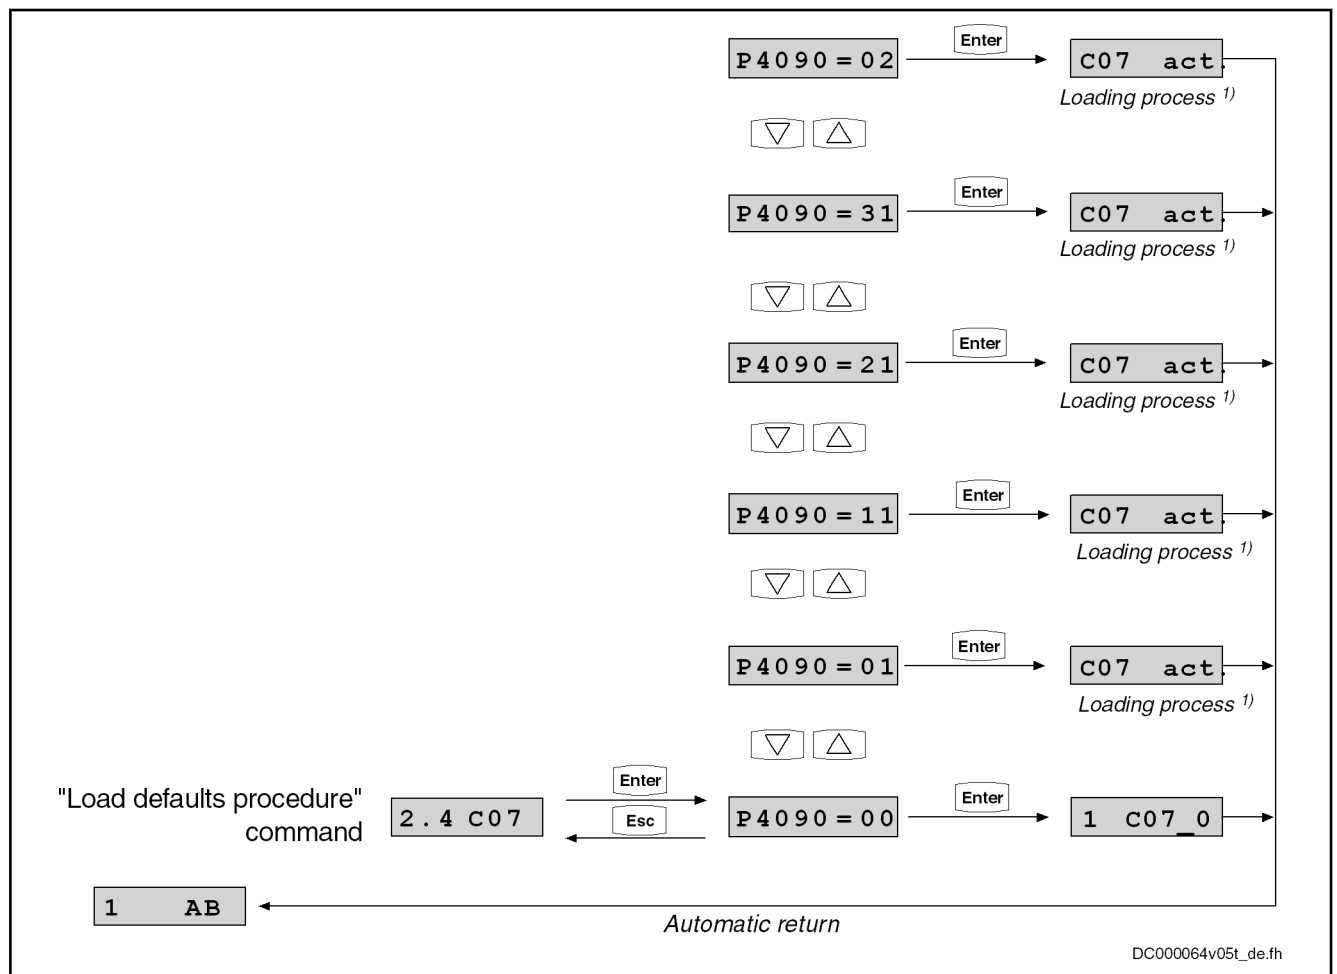 P4090=02 Enter C07 act.
Loading process 1)
P4090=31 Enter C07 act.
Loading process 1)
P4090=21 Enter C07 act.
Loading process 1)
P4090=11 Enter C07 act.
Loading process 1)
P4090=01 Enter C07 act.
Loading process 1)
"Load defaults procedure"
command
2.4 C07 Enter Esc P4090=00 Enter 1 C07_0
1 AB
Automatic return
DC000064v05t_de.fh